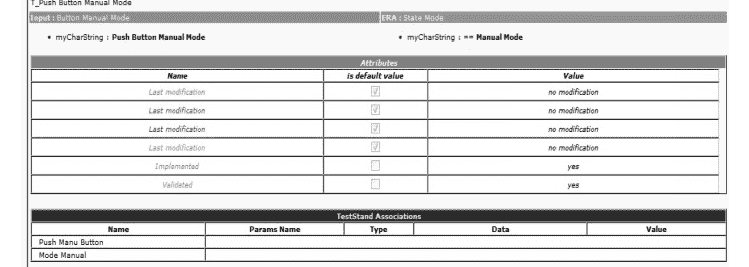 T_Push Button Manual Mode
Input : Button Manual Mode ERA : State Mode
• myCharString : Push Button Manual Mode • myCharString : == Manual Mode
Attributes
Name is default value Value
Last modification no modification
Last modification no modification
Last modification no modification
Last modification no modification
Implemented yes
Validated yes
TestStand Associations
Name Params Name Type Data Value
Push Manu Button
Mode Manual